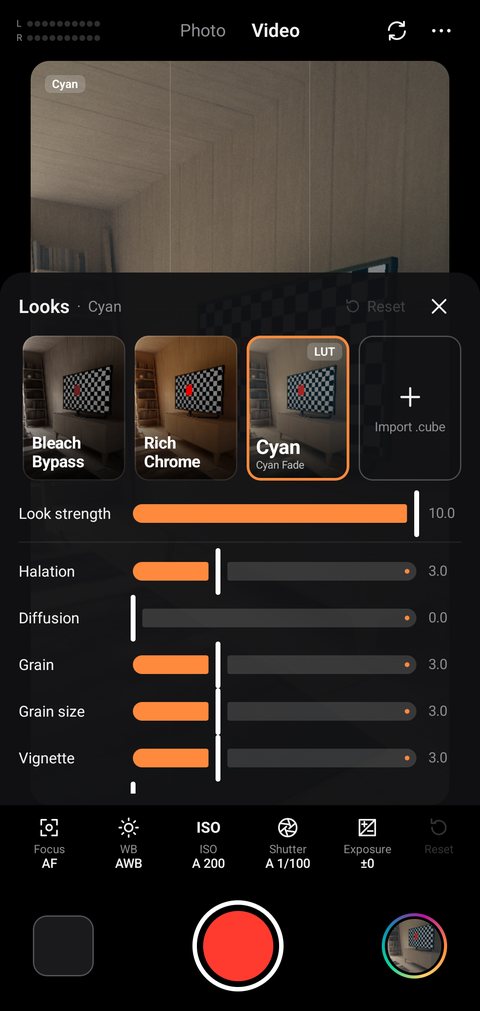 L
R
Photo
Video
Cyan
Looks · Cyan
Reset
Bleach
Bypass
Rich
Chrome
LUT
Cyan
Cyan Fade
Import .cube
Look strength
10.0
Halation
3.0
Diffusion
0.0
Grain
3.0
Grain size
3.0
Vignette
3.0
Focus
AF
WB
AWB
ISO
ISO
A 200
Shutter
A 1/100
Exposure
±0
Reset